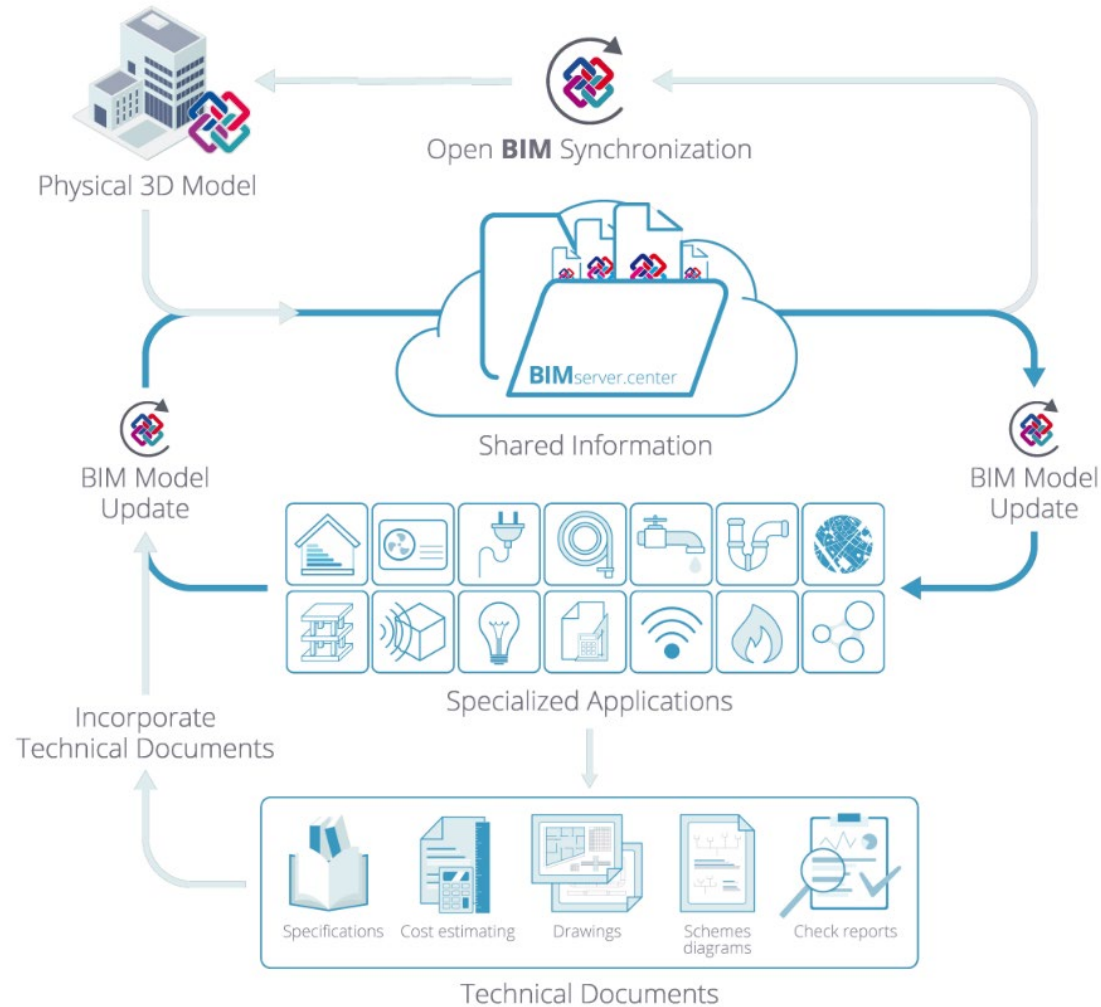 Open BIM Synchronization
Physical 3D Model
BIMserver.center
Shared Information
BIM Model
Update
BIM Model
Update
Specialized Applications
Incorporate
Technical Documents
Specifications
Cost estimating
Drawings
Schemes
diagrams
Check reports
Technical Documents